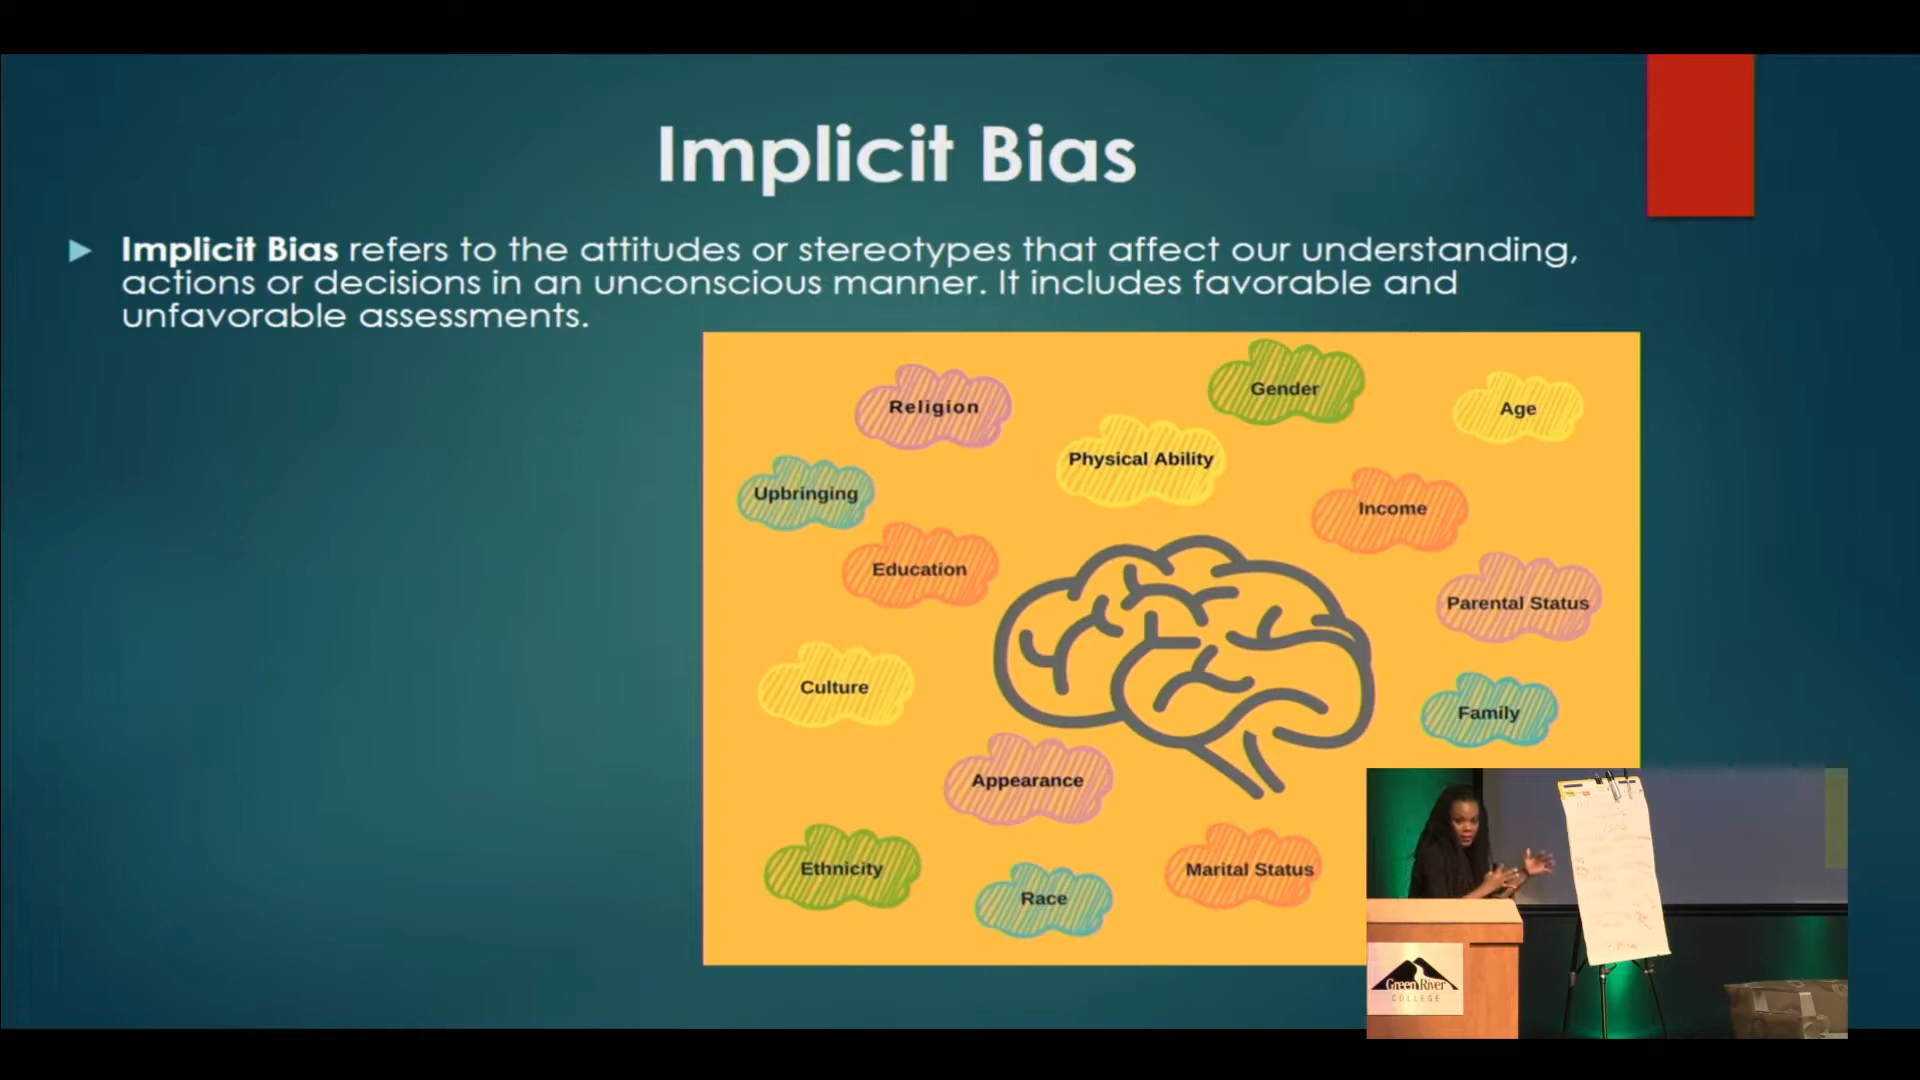 Implicit Bias
Implicit Bias refers to the attitudes or stereotypes that affect our understanding,
actions or decisions in an unconscious manner. It includes favorable and
unfavorable assessments.
Religion
Gender
Age
Physical Ability
Upbringing
Income
Education
Parental Status
Culture
Family
Appearance
Ethnicity
Race
Marital Status
Green River
COLLEGE